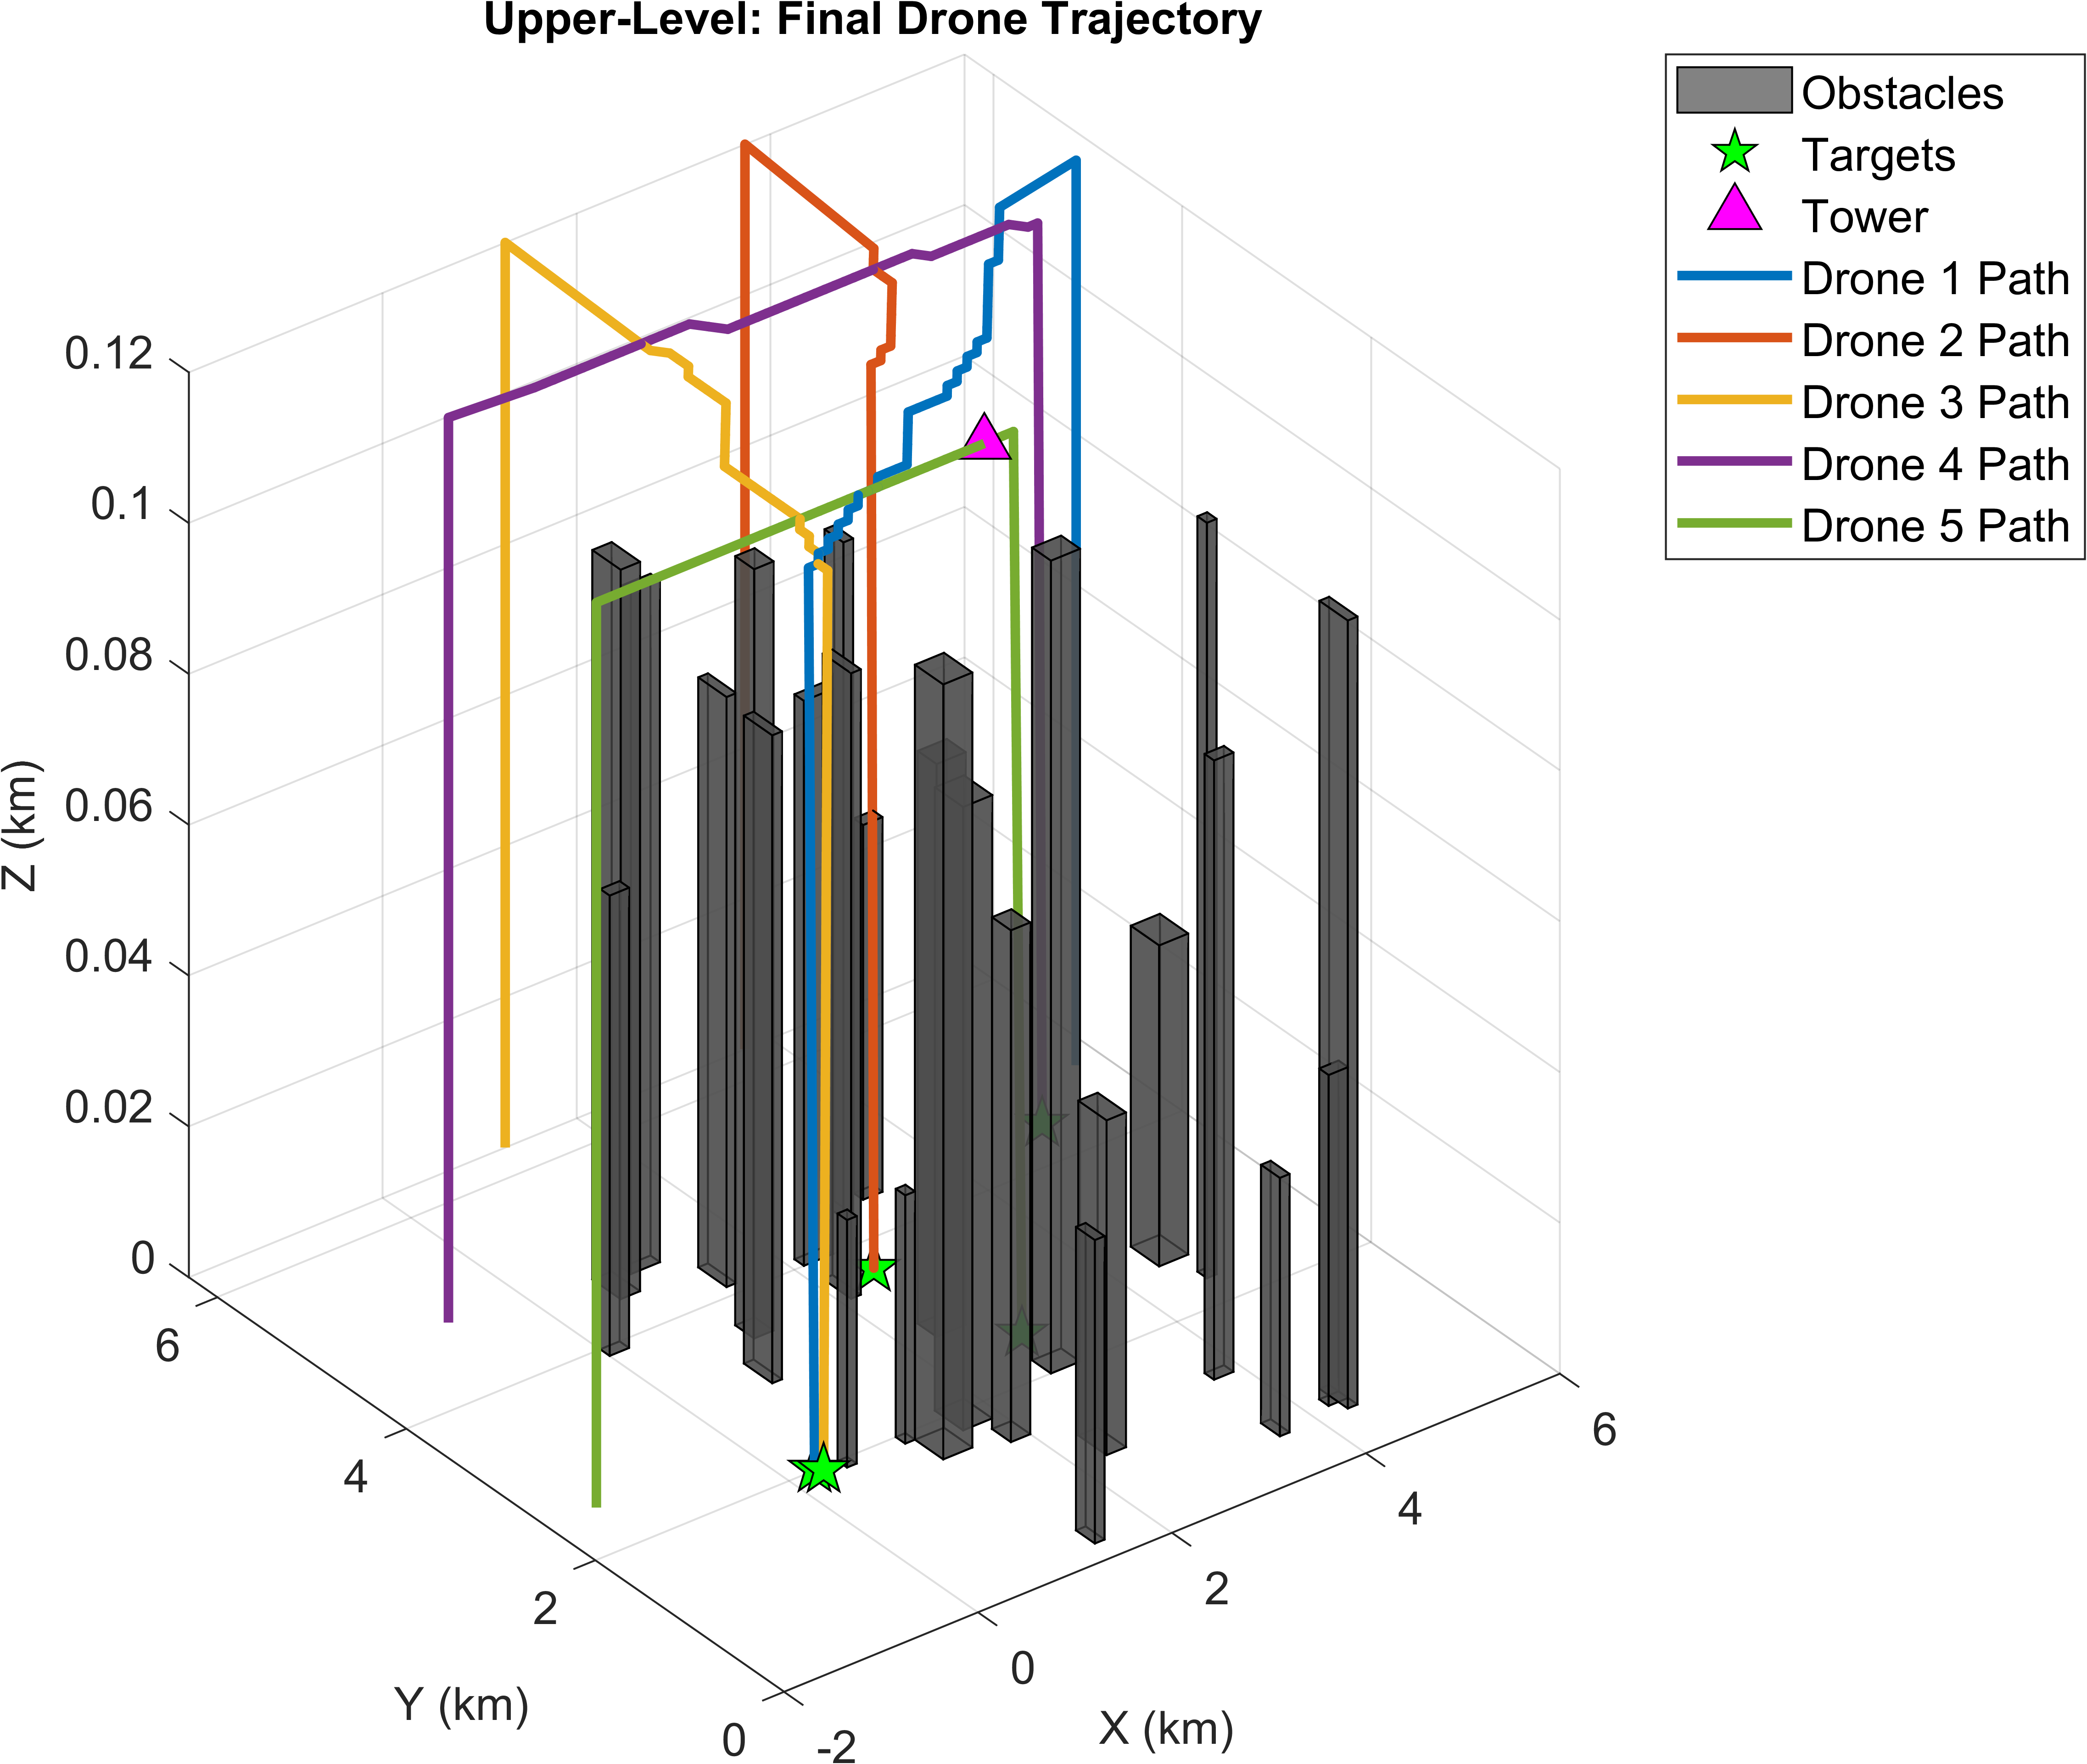 Upper-Level: Final Drone Trajectory
Obstacles
Targets
Tower
Drone 1 Path
Drone 2 Path
Drone 3 Path
Drone 4 Path
Drone 5 Path
0.12
0.1
0.08
0.06
0.04
0.02
0
Z (km)
6
4
2
0
Y (km)
-2
0
2
4
6
X (km)